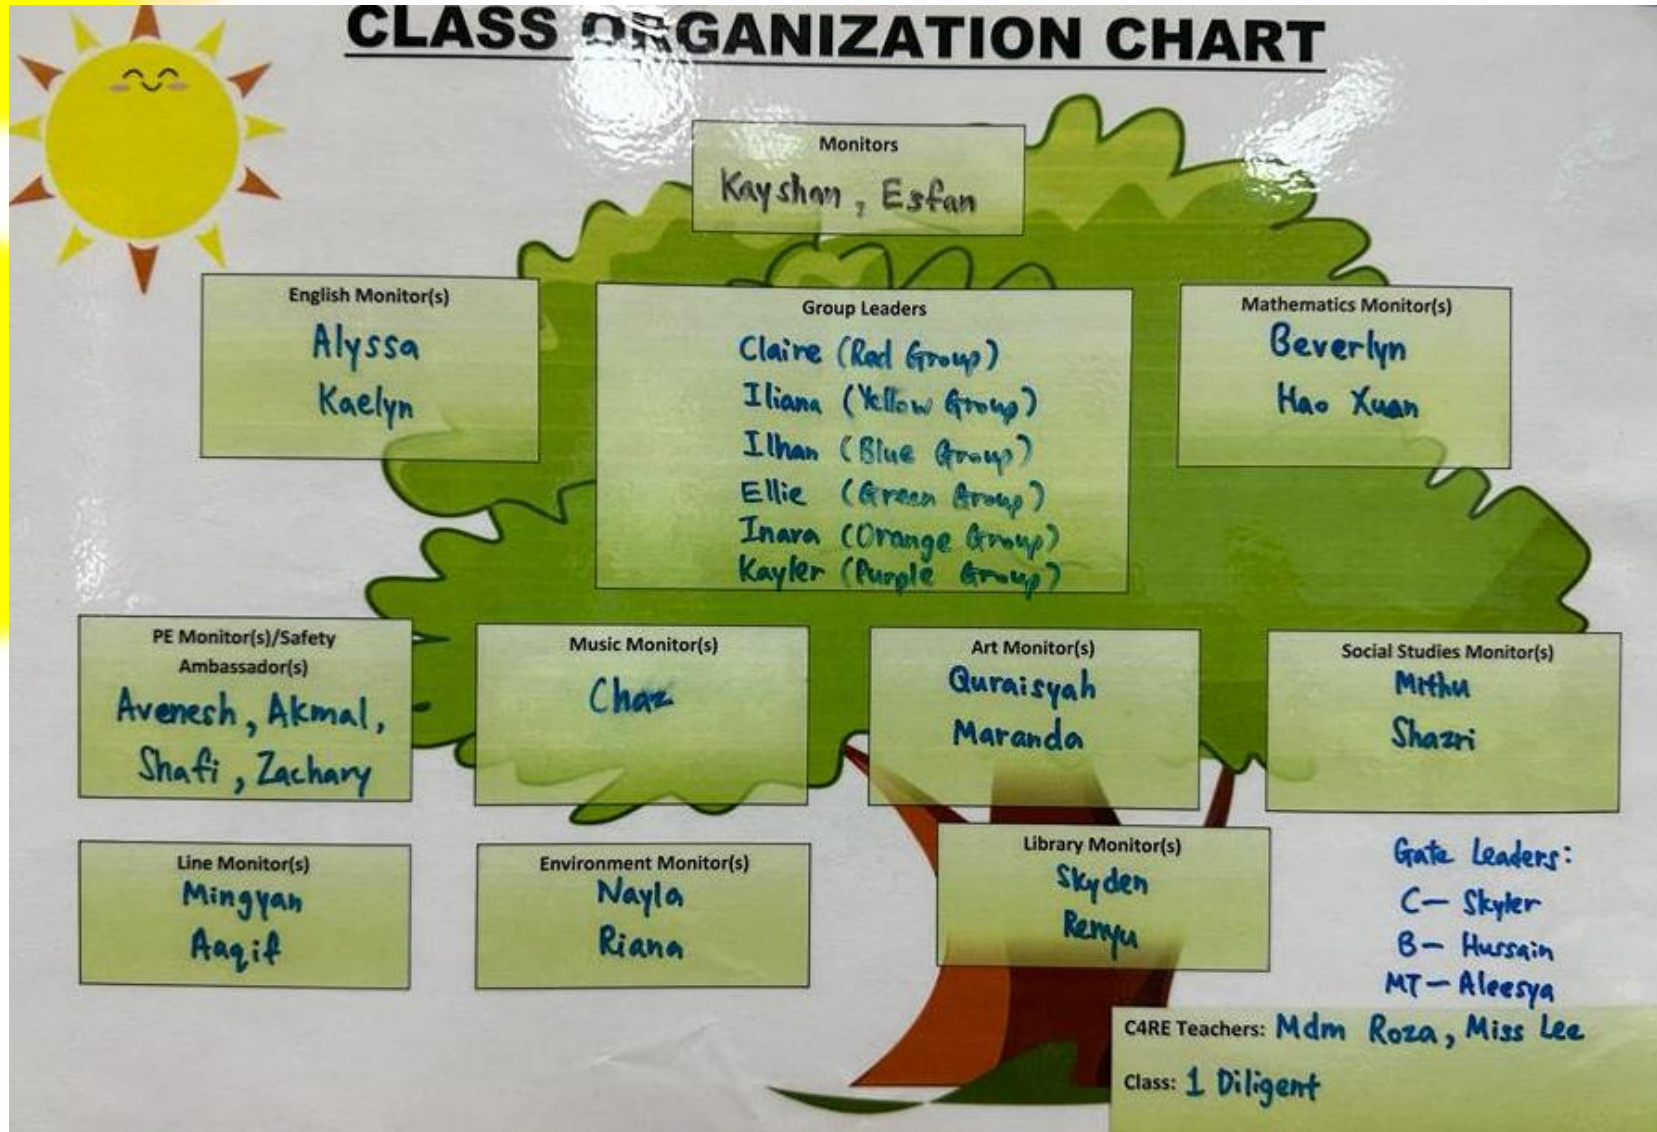 CLASS ORGANIZATION CHART
Monitors
Kayshan, Esfan
English Monitor(s)
Alyssa
Kaelyn
Group Leaders
Claire (Red Group)
Iliana (Yellow Group)
Ilhan (Blue Group)
Ellie (Green Group)
Inara (Orange Group)
Kayler (Purple Group)
Mathematics Monitor(s)
Beverlyn
Hao Xuan
PE Monitor(s)/Safety
Ambassador(s)
Avenesh, Akmal,
Shafi, Zachary
Music Monitor(s)
Chaz
Art Monitor(s)
Quraisyah
Maranda
Social Studies Monitor(s)
Mithu
Shazri
Line Monitor(s)
Mingyan
Aaqif
Environment Monitor(s)
Nayla
Riana
Library Monitor(s)
Skyden
Renyu
Gate Leaders:
C- Skyler
B- Hussain
MT- Aleesya
C4RE Teachers: Mdm Roza, Miss Lee
Class: 1 Diligent